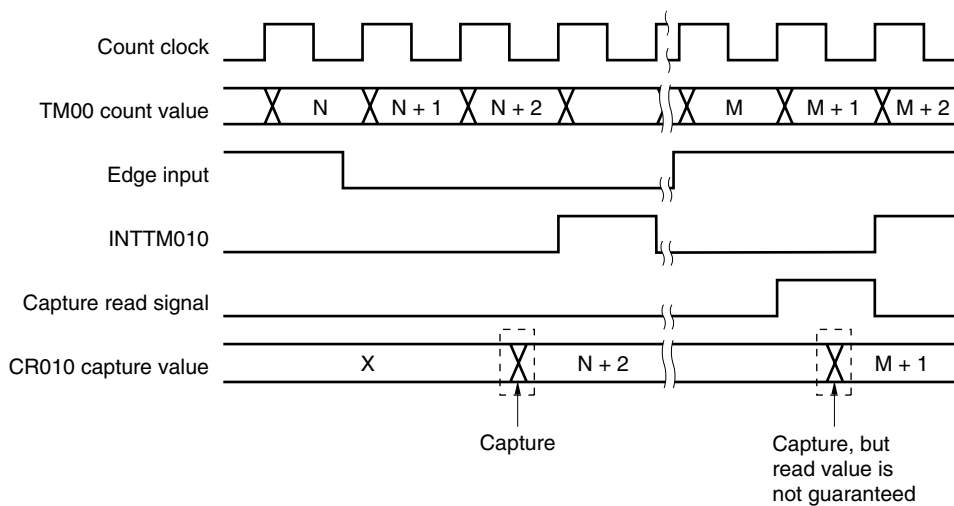 Count clock
TM00 count value
N
N + 1
N + 2
M
M + 1
M + 2
Edge input
INTTM010
Capture read signal
CR010 capture value
X
N + 2
M + 1
Capture
Capture, but
read value is
not guaranteed